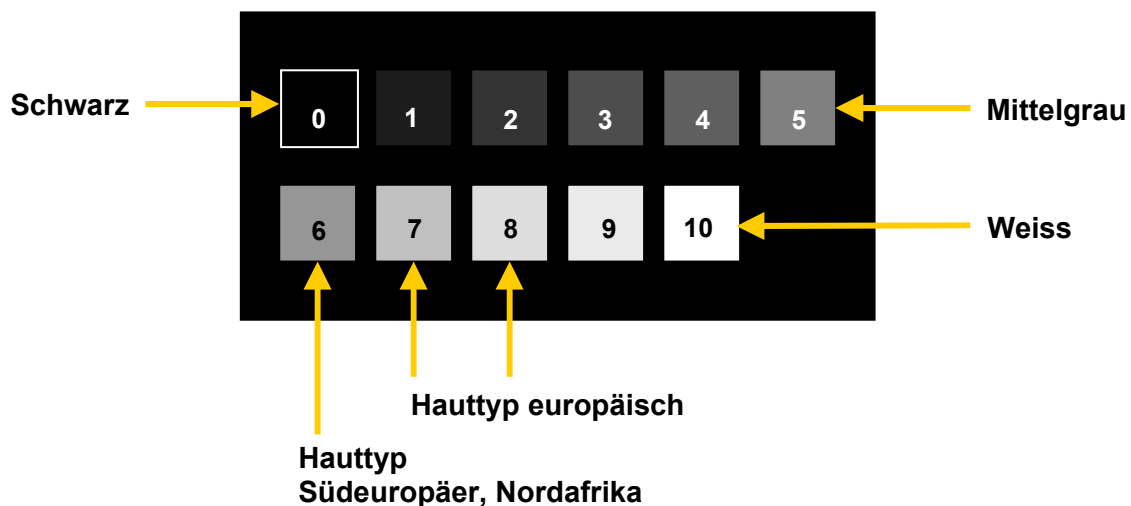 Schwarz
0 1 2 3 4 5
Mittelgrau
6 7 8 9 10
Weiss
Hauttyp europäisch
Hauttyp
Südeuropäer, Nordafrika